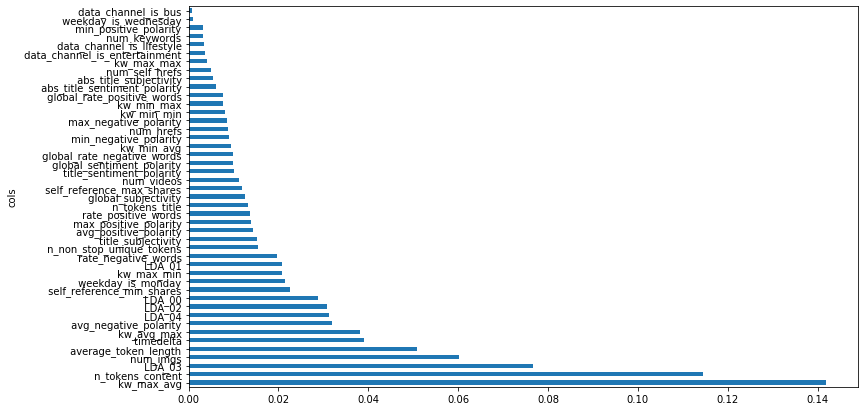 data_channel_is_bus
weekday_is_wednesday
min_positive_polarity
num_keywords
data_channel_is_lifestyle
data_channel_is_entertainment
kw_max_max
num_self_hrefs
abs_title_subjectivity
abs_title_sentiment_polarity
global_rate_positive_words
kw_min_max
kw_min_min
max_negative_polarity
num_hrefs
min_negative_polarity
kw_min_avg
global_rate_negative_words
global_sentiment_polarity
title_sentiment_polarity
num_videos
self_reference_max_shares
global_subjectivity
n_tokens_title
rate_positive_words
max_positive_polarity
avg_positive_polarity
title_subjectivity
n_non_stop_unique_tokens
rate_negative_words
LDA_01
kw_max_min
weekday_is_monday
self_reference_min_shares
LDA_00
LDA_02
LDA_04
avg_negative_polarity
kw_avg_max
timedelta
average_token_length
num_imgs
LDA_03
n_tokens_content
kw_max_avg
cols
0.00 0.02 0.04 0.06 0.08 0.10 0.12 0.14